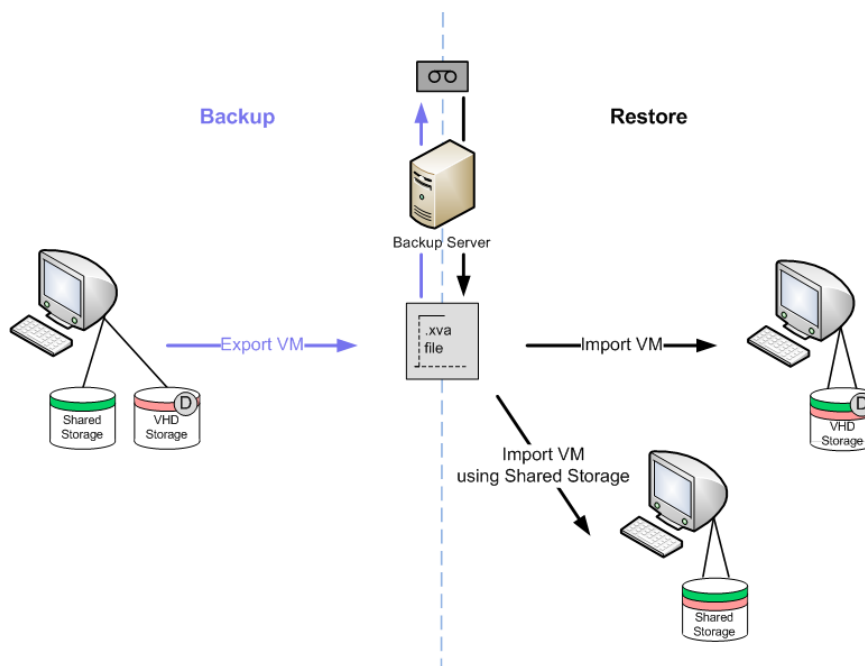 Backup
Restore
Backup Server
.xva
file
Export VM
Import VM
Shared
Storage
D
VHD
Storage
D
VHD
Storage
Import VM
using Shared Storage
Shared
Storage